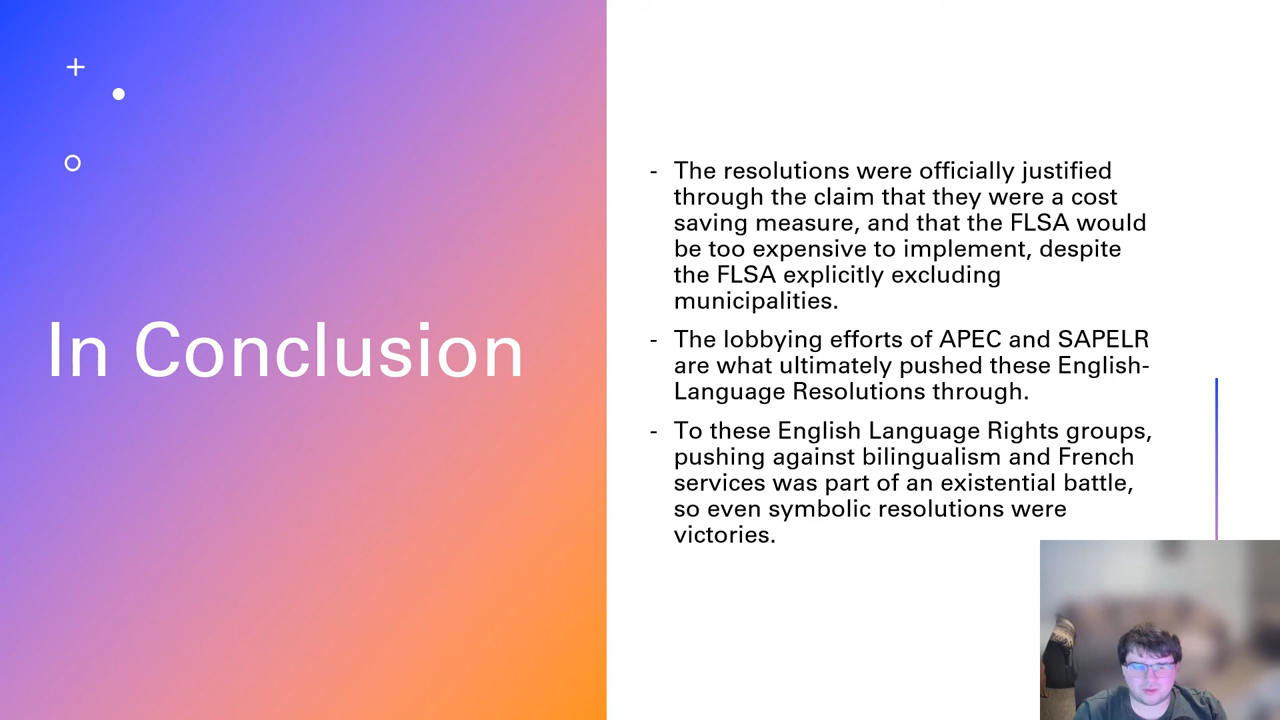 In Conclusion
- The resolutions were officially justified
through the claim that they were a cost
saving measure, and that the FLSA would
be too expensive to implement, despite
the FLSA explicitly excluding
municipalities.
- The lobbying efforts of APEC and SAPELR
are what ultimately pushed these English-
Language Resolutions through.
- To these English Language Rights groups,
pushing against bilingualism and French
services was part of an existential battle,
so even symbolic resolutions were
victories.